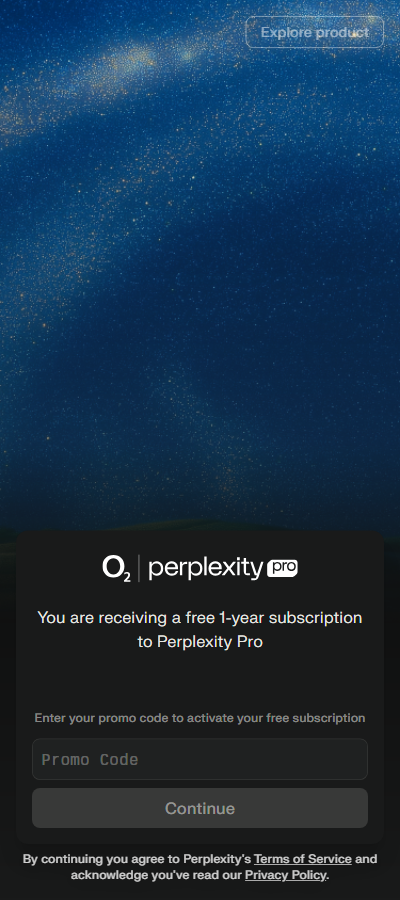 Explore product
O2 | perplexity pro
You are receiving a free 1-year subscription
to Perplexity Pro
Enter your promo code to activate your free subscription
Promo Code
Continue
By continuing you agree to Perplexity's Terms of Service and
acknowledge you've read our Privacy Policy.